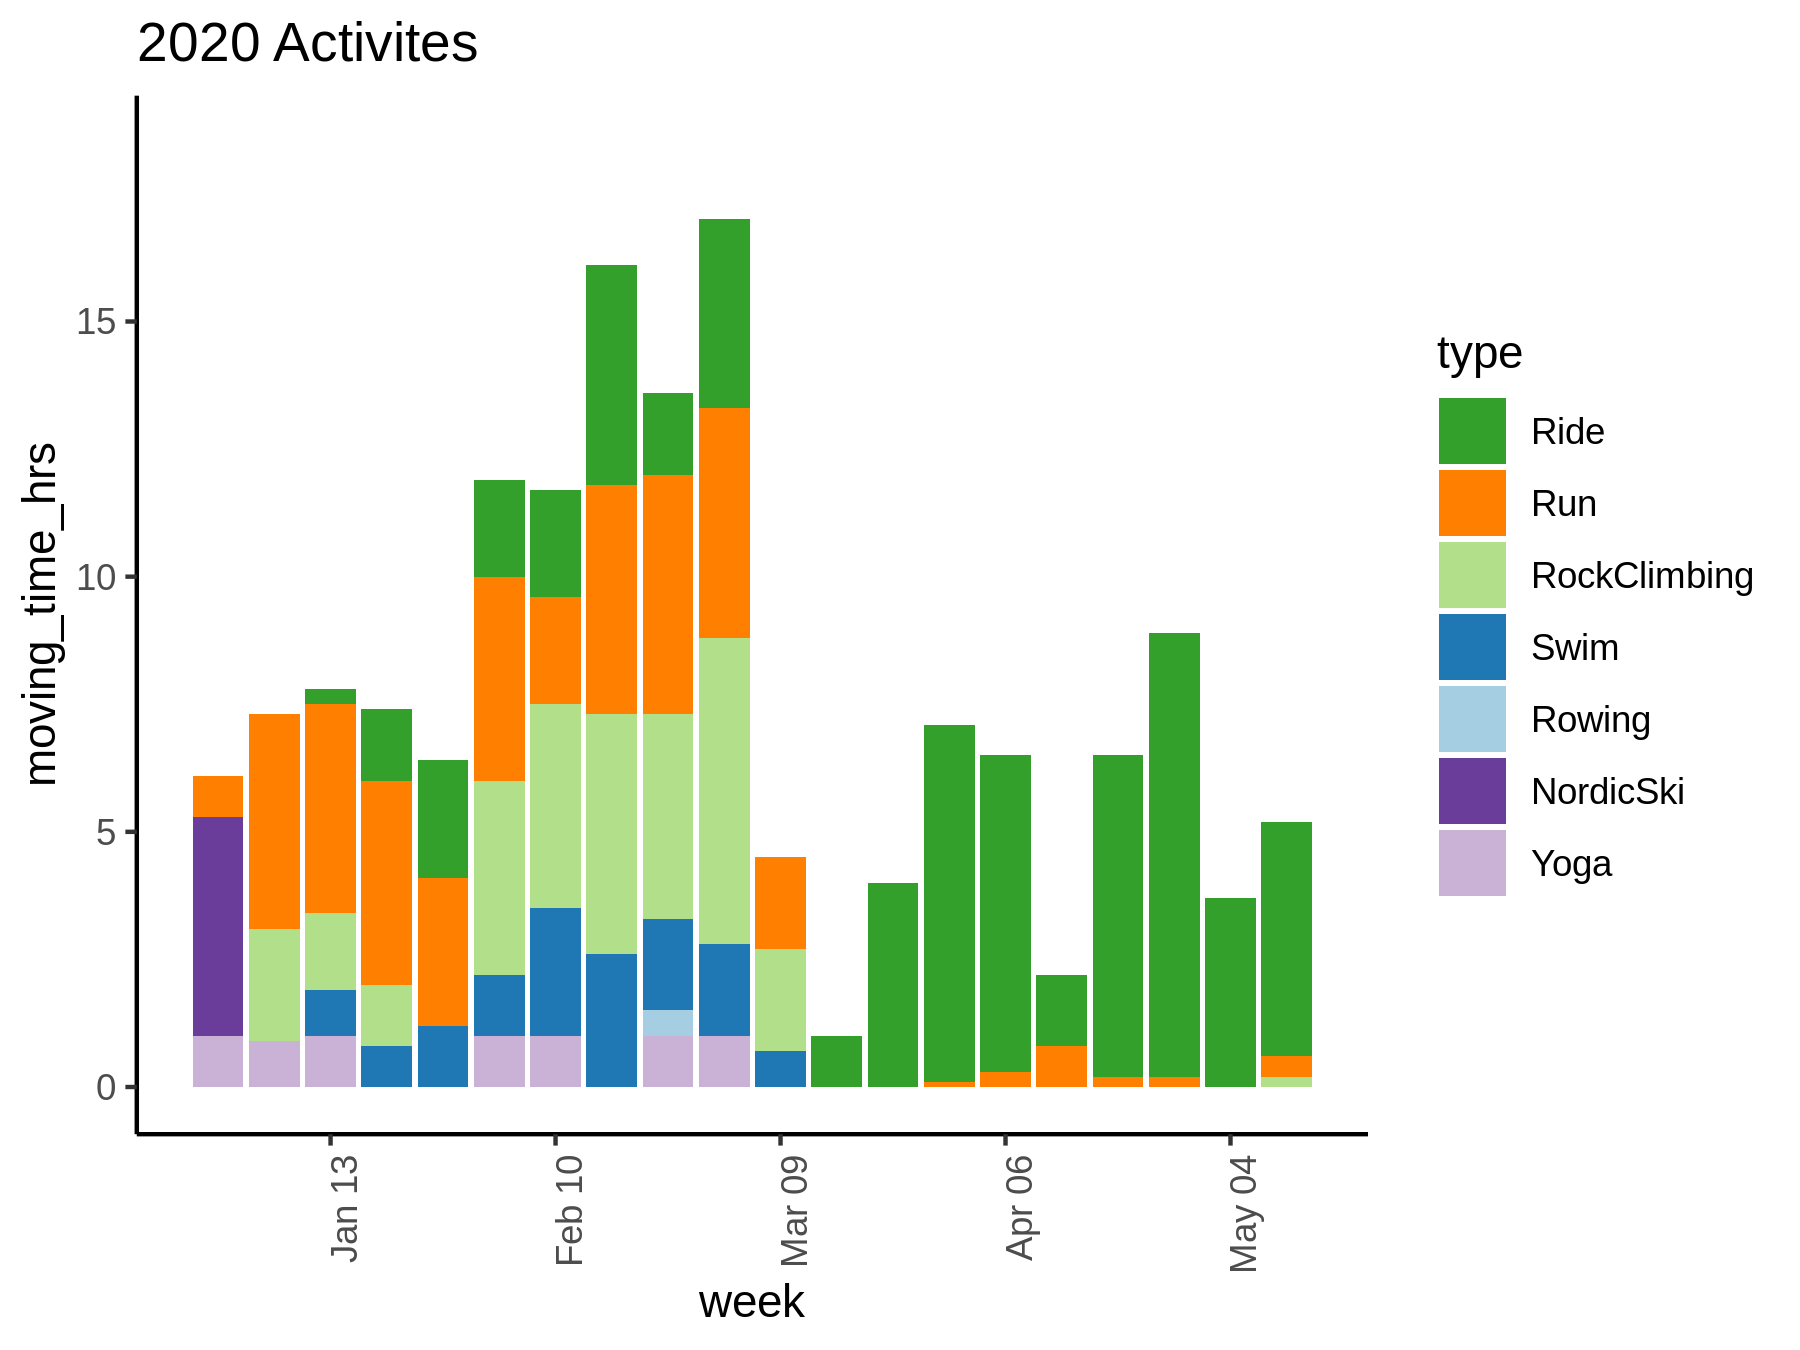 2020 Activites
moving_time_hrs
15
10
5
0
Jan 13
Feb 10
Mar 09
Apr 06
May 04
week
type
Ride
Run
RockClimbing
Swim
Rowing
NordicSki
Yoga